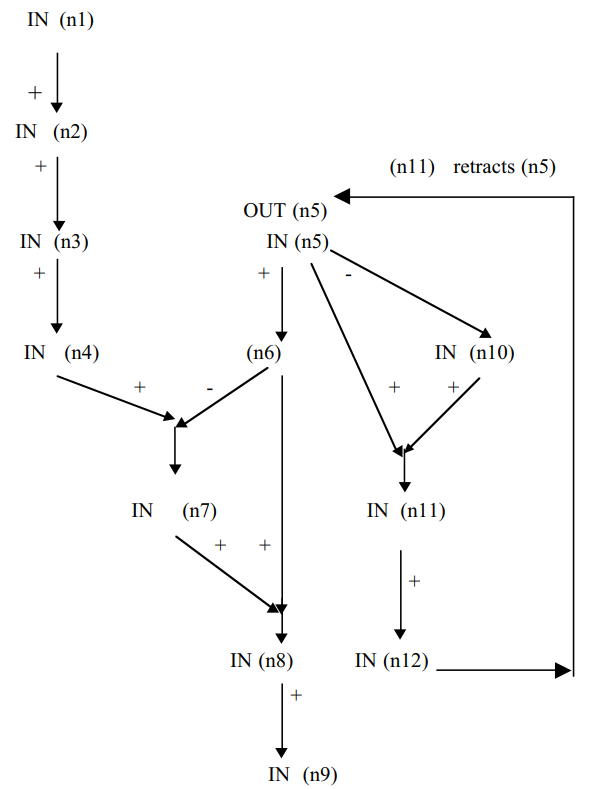 IN (n1)
+
IN (n2)
+
(n11) retracts (n5)
OUT (n5)
IN (n3)
IN (n5)
+
+
-
IN (n4)
(n6)
IN (n10)
+
-
+
+
IN (n7)
IN (n11)
+
+
+
IN (n8)
IN (n12)
+
IN (n9)